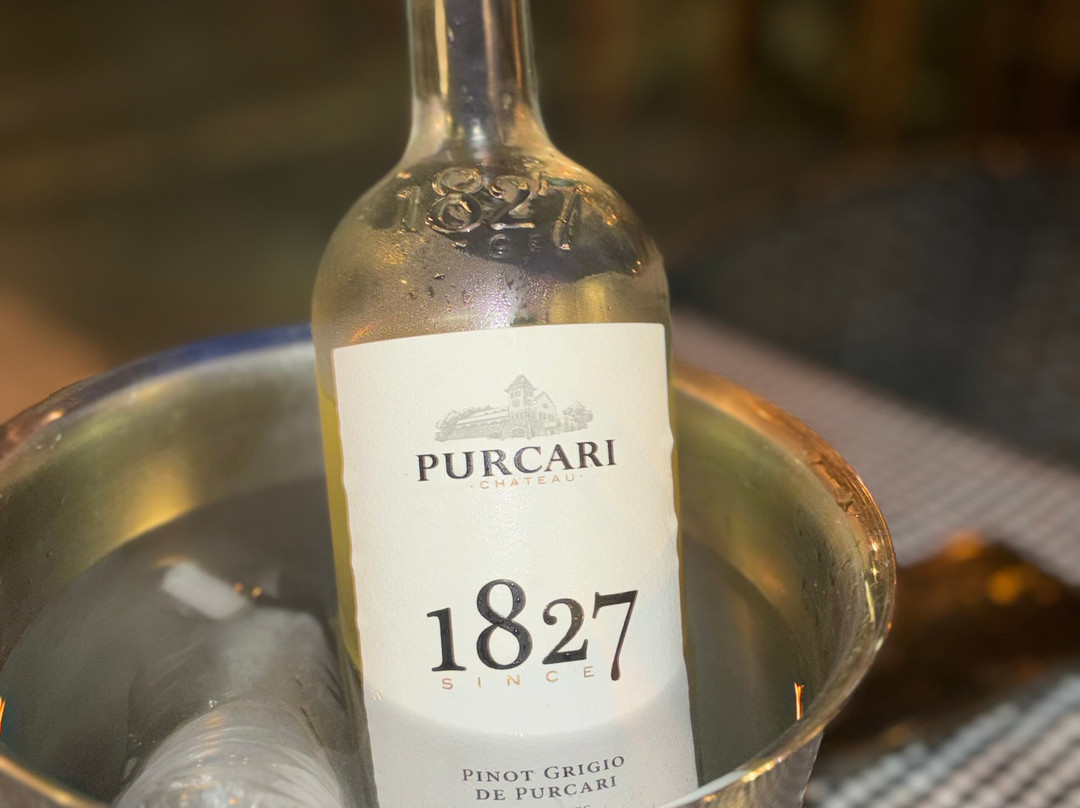 1827
PURCARI
·CHATEAU·
1827
SINCE
PINOT GRIGIO
DE PURCARI